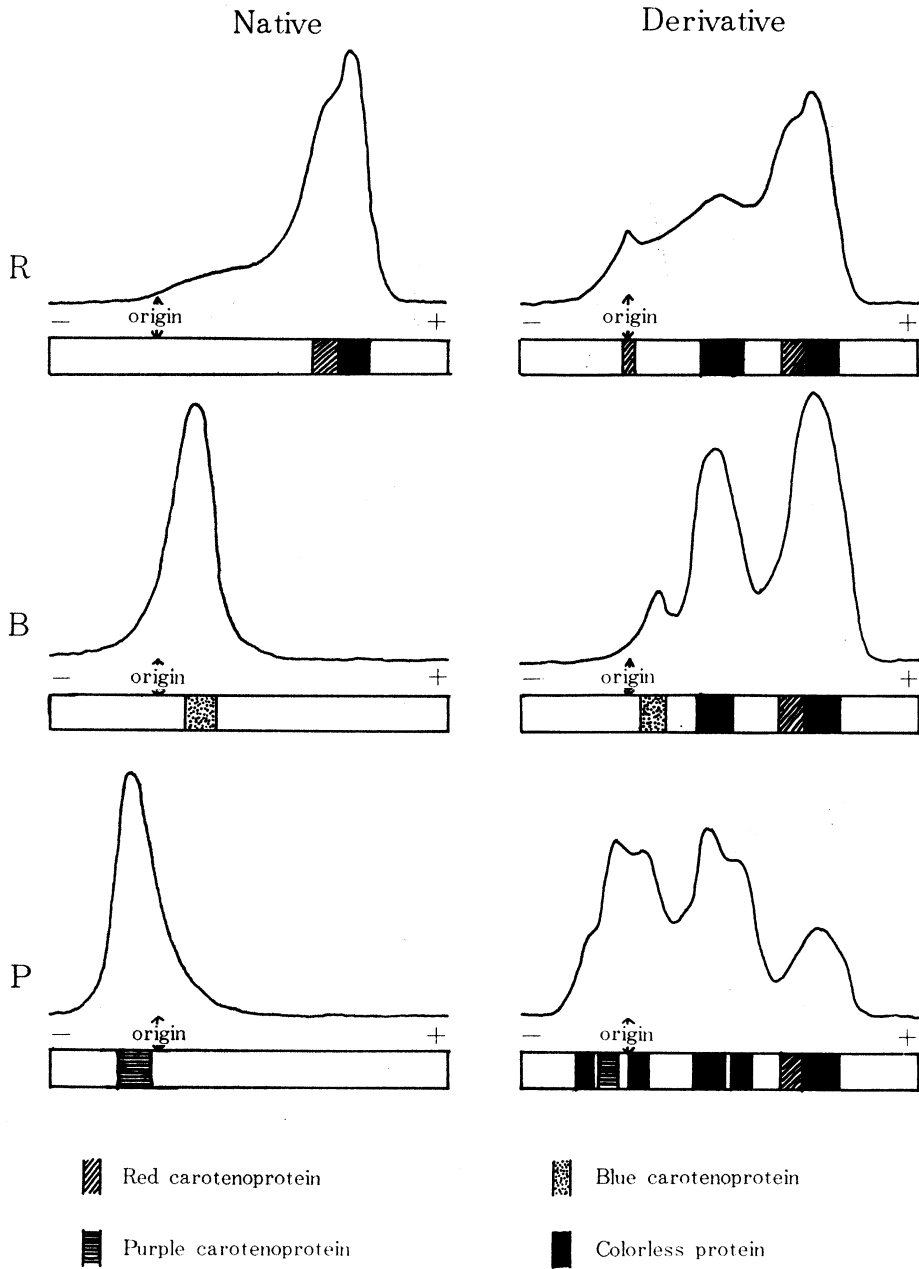 Native Derivative
R
− origin + − origin +
B
− origin + − origin +
P
− origin + − origin +
Red carotenoprotein Blue carotenoprotein
Purple carotenoprotein Colorless protein